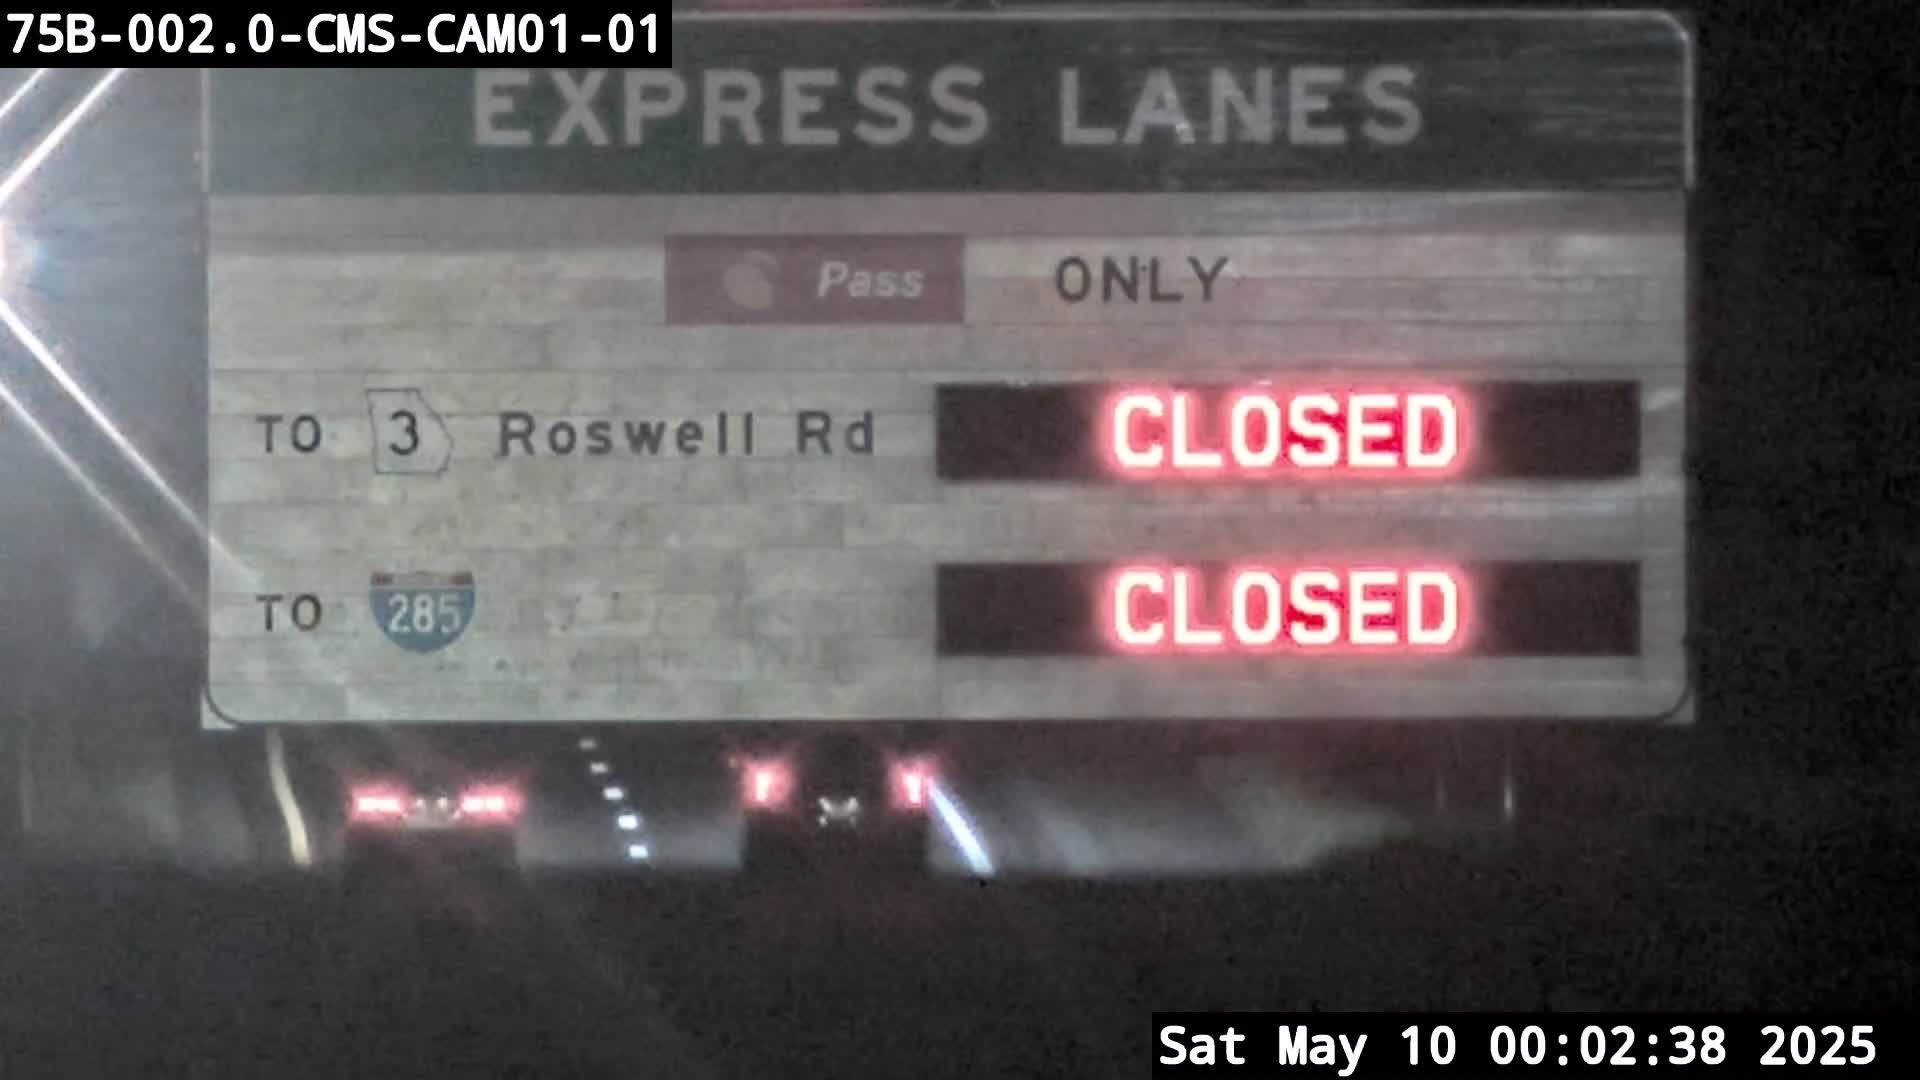 75B-002.0-CMS-CAM01-01
EXPRESS LANES
Pass ONLY
TO 3 Roswell Rd CLOSED
TO 285 CLOSED
Sat May 10 00:02:38 2025